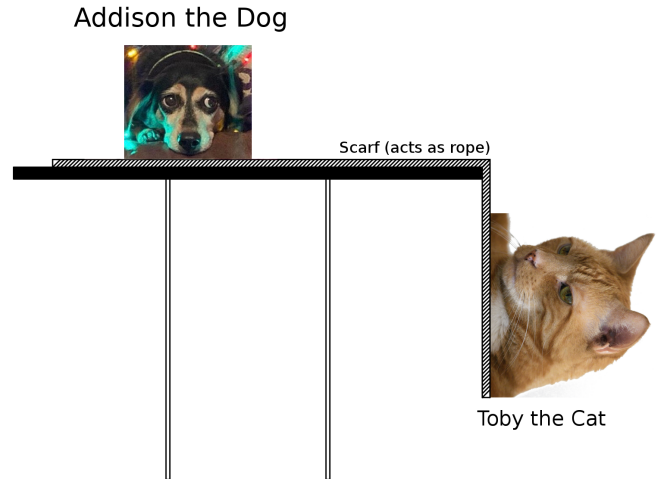 Addison the Dog
Scarf (acts as rope)
Toby the Cat